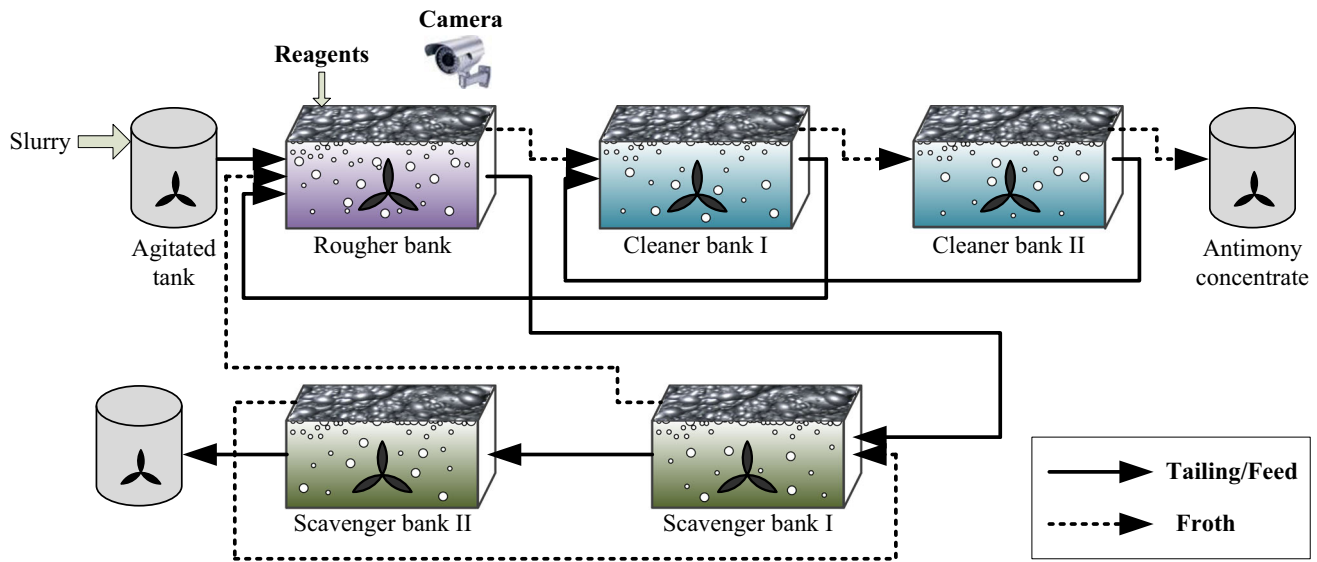 Camera
Reagents
Slurry
Agitated
tank
Rougher bank
Cleaner bank I
Cleaner bank II
Antimony
concentrate
Scavenger bank II
Scavenger bank I
Tailing/Feed
Froth